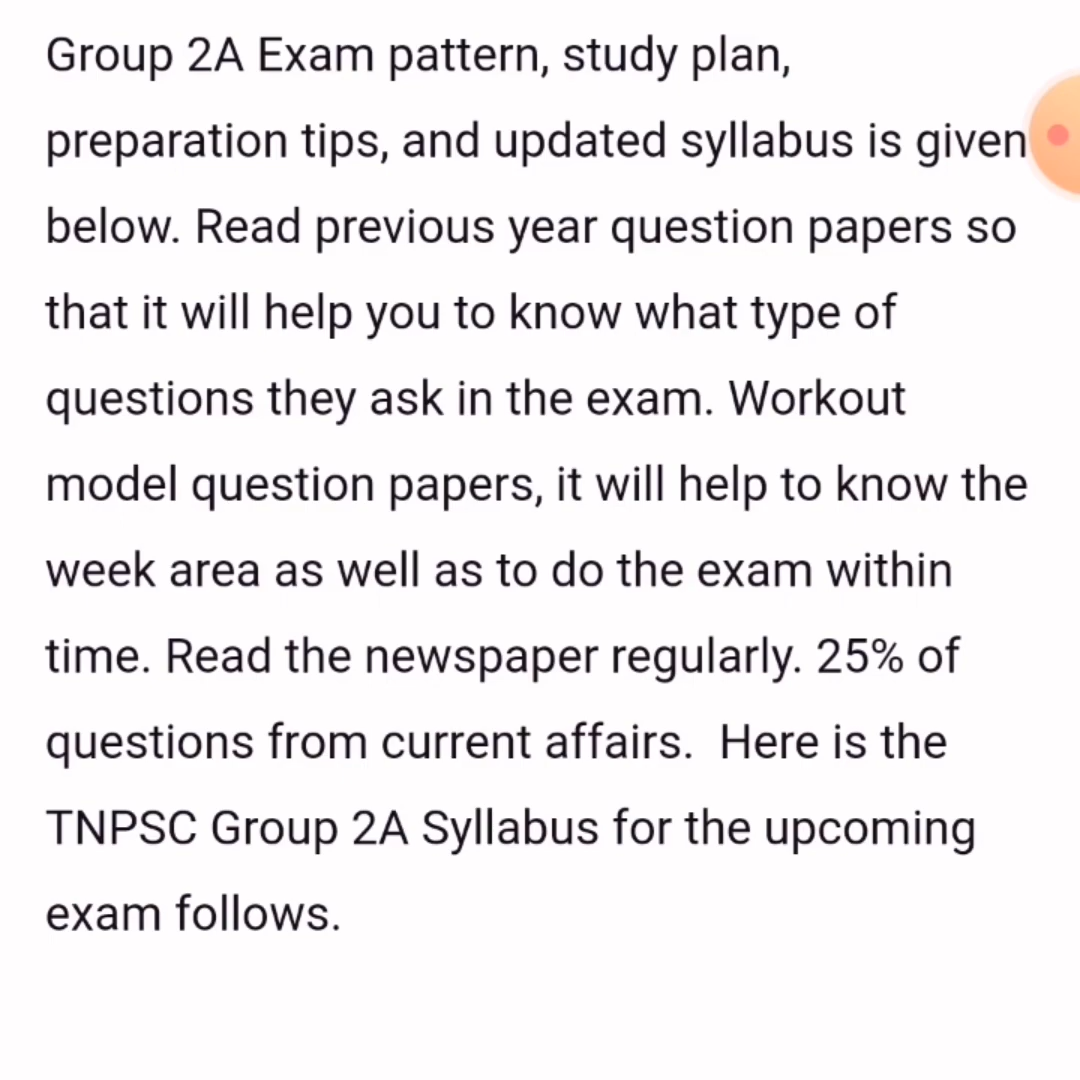 Group 2A Exam pattern, study plan,
preparation tips, and updated syllabus is given
below. Read previous year question papers so
that it will help you to know what type of
questions they ask in the exam. Workout
model question papers, it will help to know the
week area as well as to do the exam within
time. Read the newspaper regularly. 25% of
questions from current affairs.  Here is the
TNPSC Group 2A Syllabus for the upcoming
exam follows.